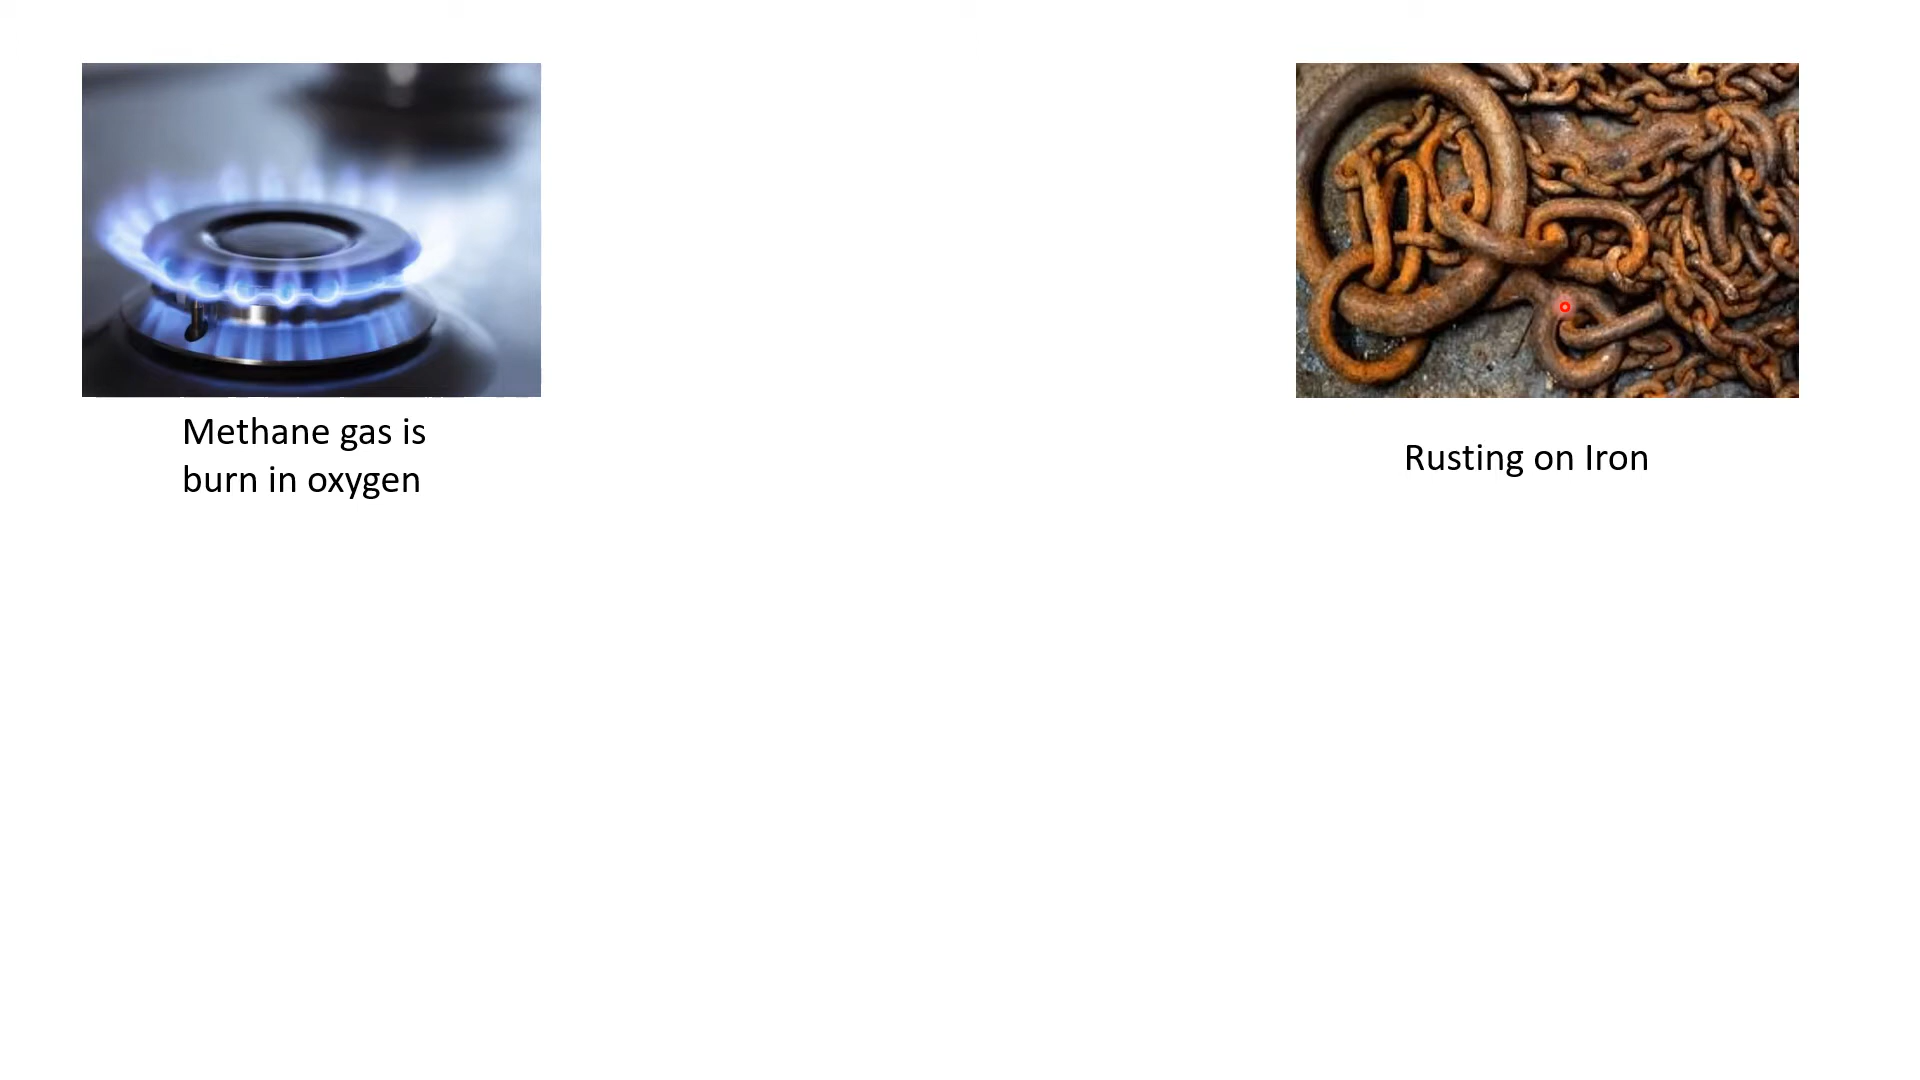 Methane gas is
burn in oxygen
Rusting on Iron